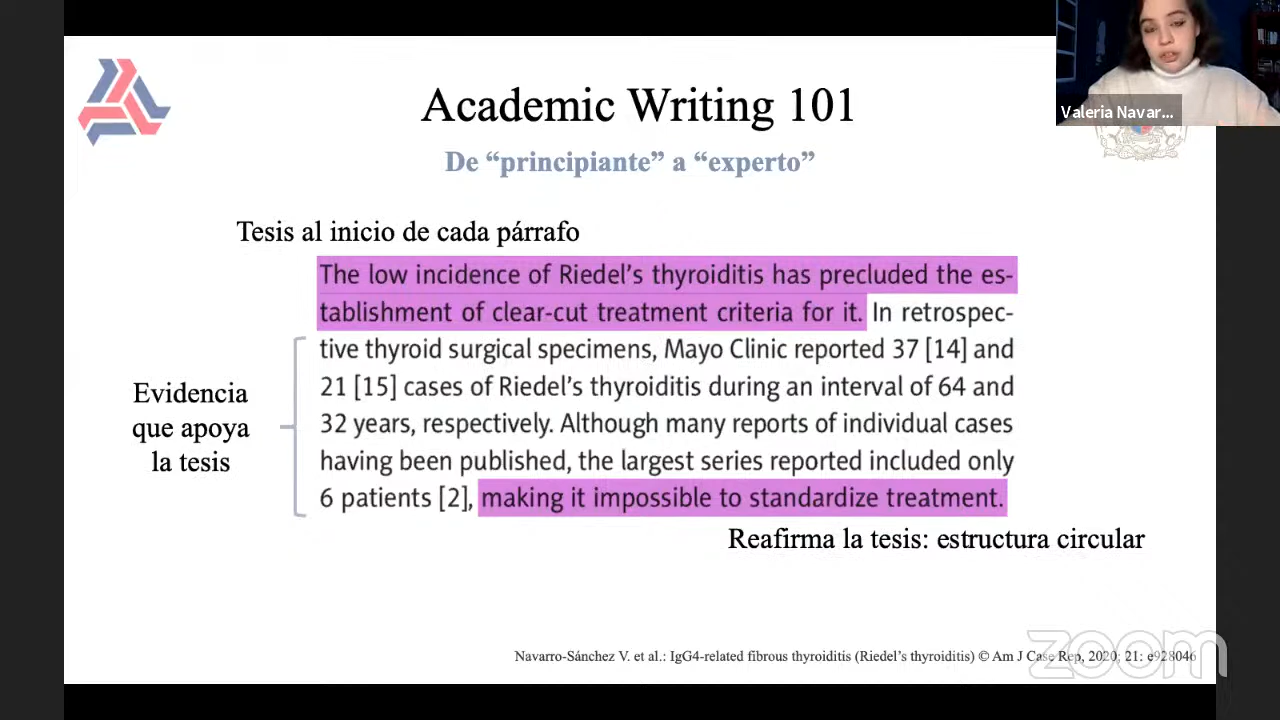 Academic Writing 101
De “principiante” a “experto”
Valeria Navar...
Tesis al inicio de cada párrafo
The low incidence of Riedel’s thyroiditis has precluded the es-
tablishment of clear-cut treatment criteria for it. In retrospec-
tive thyroid surgical specimens, Mayo Clinic reported 37 [14] and
21 [15] cases of Riedel’s thyroiditis during an interval of 64 and
32 years, respectively. Although many reports of individual cases
having been published, the largest series reported included only
6 patients [2], making it impossible to standardize treatment.
Evidencia
que apoya
la tesis
Reafirma la tesis: estructura circular
Navarro-Sánchez V. et al.: IgG4-related fibrous thyroiditis (Riedel’s thyroiditis) © Am J Case Rep, 2020; 21: e928046
zoom